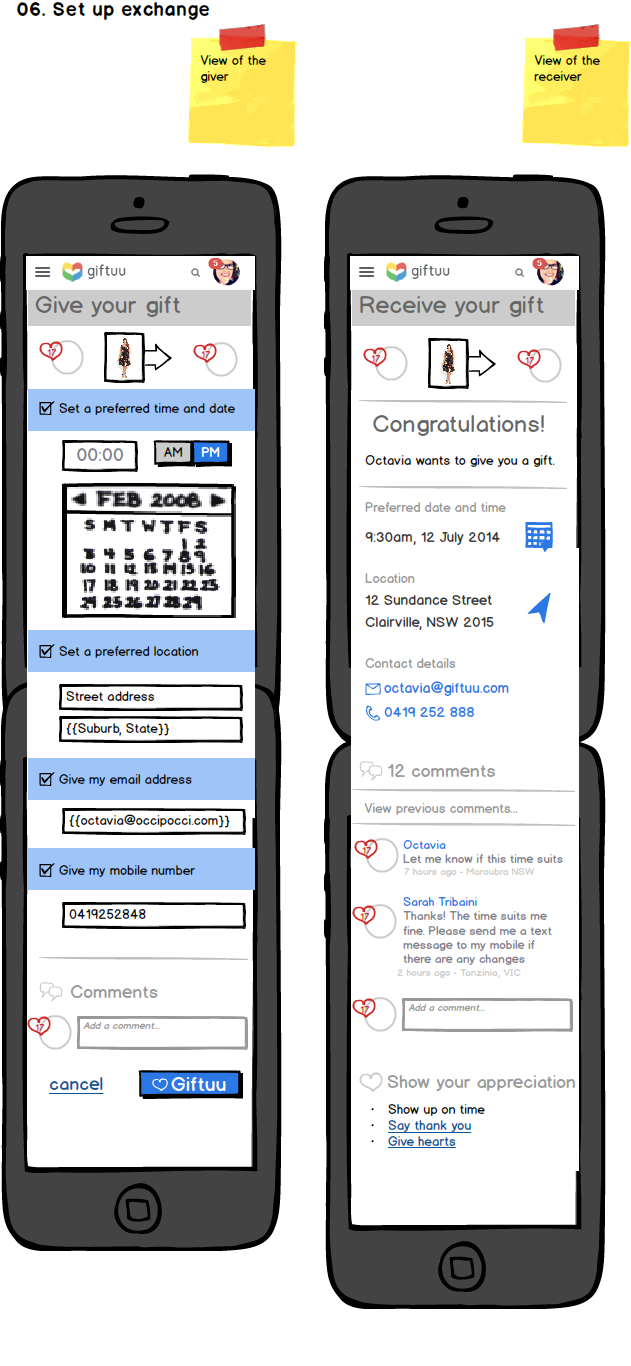 06. Set up exchange
View of the
giver
View of the
receiver
5
giftuu
Give your gift
17
17
Set a preferred time and date
00:00
AM
PM
FEB 2008
S M T W T F S
1 2
3 4 5 6 7 8 9
10 11 12 13 14 15 16
17 18 19 20 21 22 23
24 25 26 27 28 29
Set a preferred location
Street address
{{Suburb, State}}
Give my email address
{{octavia@occipocci.com}}
Give my mobile number
0419252848
Comments
17
Add a comment...
cancel
Giftuu
5
giftuu
Receive your gift
17
17
Congratulations!
Octavia wants to give you a gift.
Preferred date and time
9:30am, 12 July 2014
Location
12 Sundance Street
Clairville, NSW 2015
Contact details
octavia@giftuu.com
0419 252 888
12 comments
View previous comments...
17
Octavia
Let me know if this time suits
7 hours ago - Maroubra NSW
17
Sarah Tribaini
Thanks! The time suits me
fine. Please send me a text
message to my mobile if
there are any changes
2 hours ago - Tanzinia, VIC
17
Add a comment...
Show your appreciation
• Show up on time
• Say thank you
• Give hearts